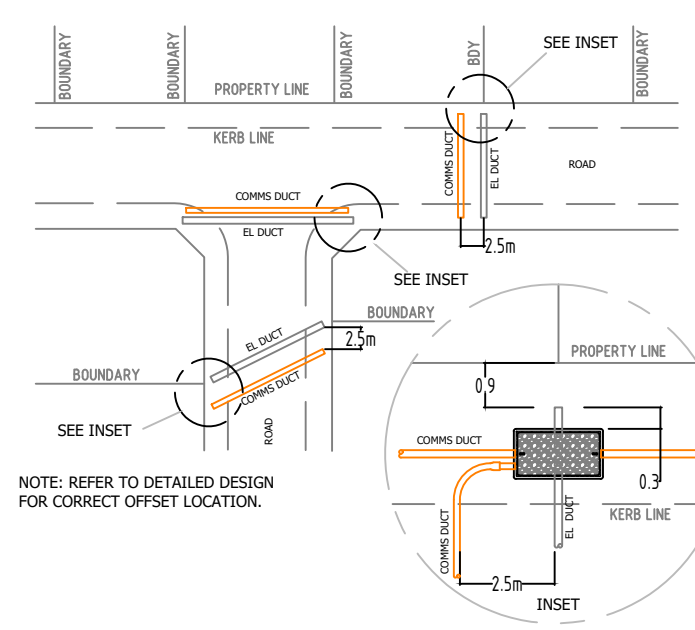 BOUNDARY
BOUNDARY
PROPERTY LINE
BOUNDARY
BDY
SEE INSET
BOUNDARY
KERB LINE
COMMS DUCT
EL DUCT
ROAD
COMMS DUCT
EL DUCT
2.5m
SEE INSET
BOUNDARY
EL DUCT
2.5m
COMMS DUCT
BOUNDARY
SEE INSET
ROAD
NOTE: REFER TO DETAILED DESIGN
FOR CORRECT OFFSET LOCATION.
PROPERTY LINE
0.9
COMMS DUCT
0.3
KERB LINE
EL DUCT
COMMS DUCT
2.5m
INSET